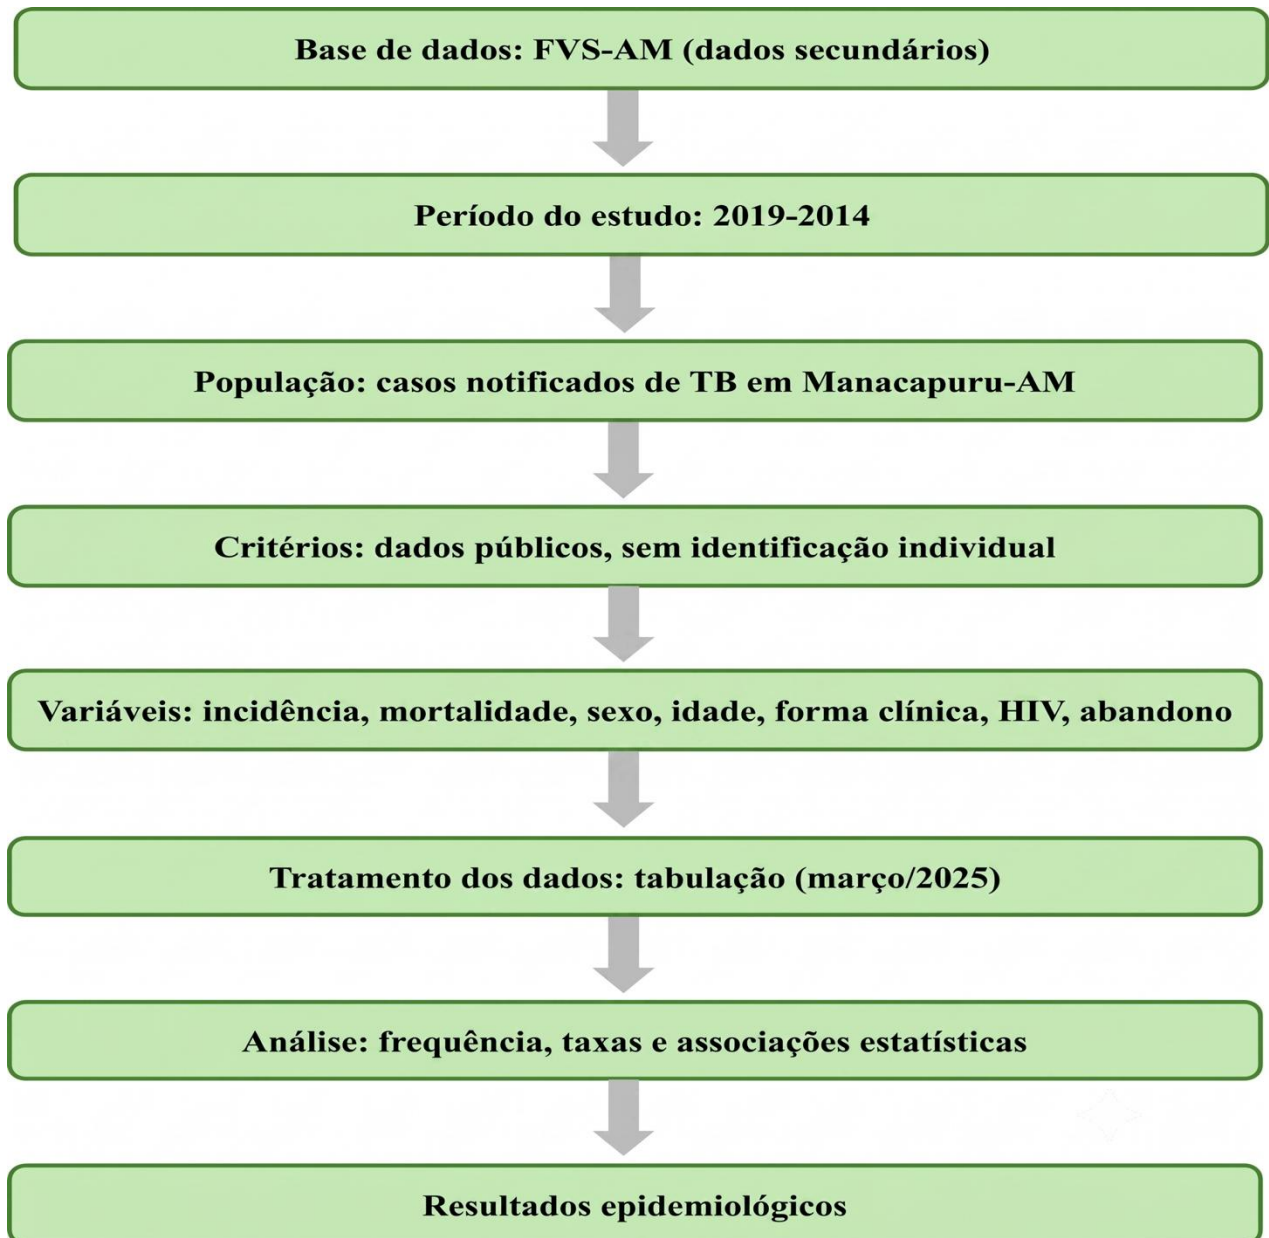 Base de dados: FVS-AM (dados secundários)
Período do estudo: 2019-2014
População: casos notificados de TB em Manacapuru-AM
Critérios: dados públicos, sem identificação individual
Variáveis: incidência, mortalidade, sexo, idade, forma clínica, HIV, abandono
Tratamento dos dados: tabulação (março/2025)
Análise: frequência, taxas e associações estatísticas
Resultados epidemiológicos